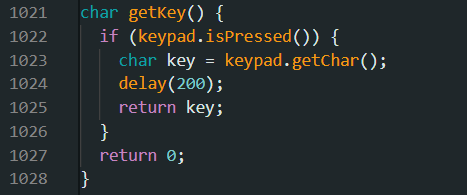 1021 char getKey() {
1022   if (keypad.isPressed()) {
1023     char key = keypad.getChar();
1024     delay(200);
1025     return key;
1026   }
1027   return 0;
1028 }